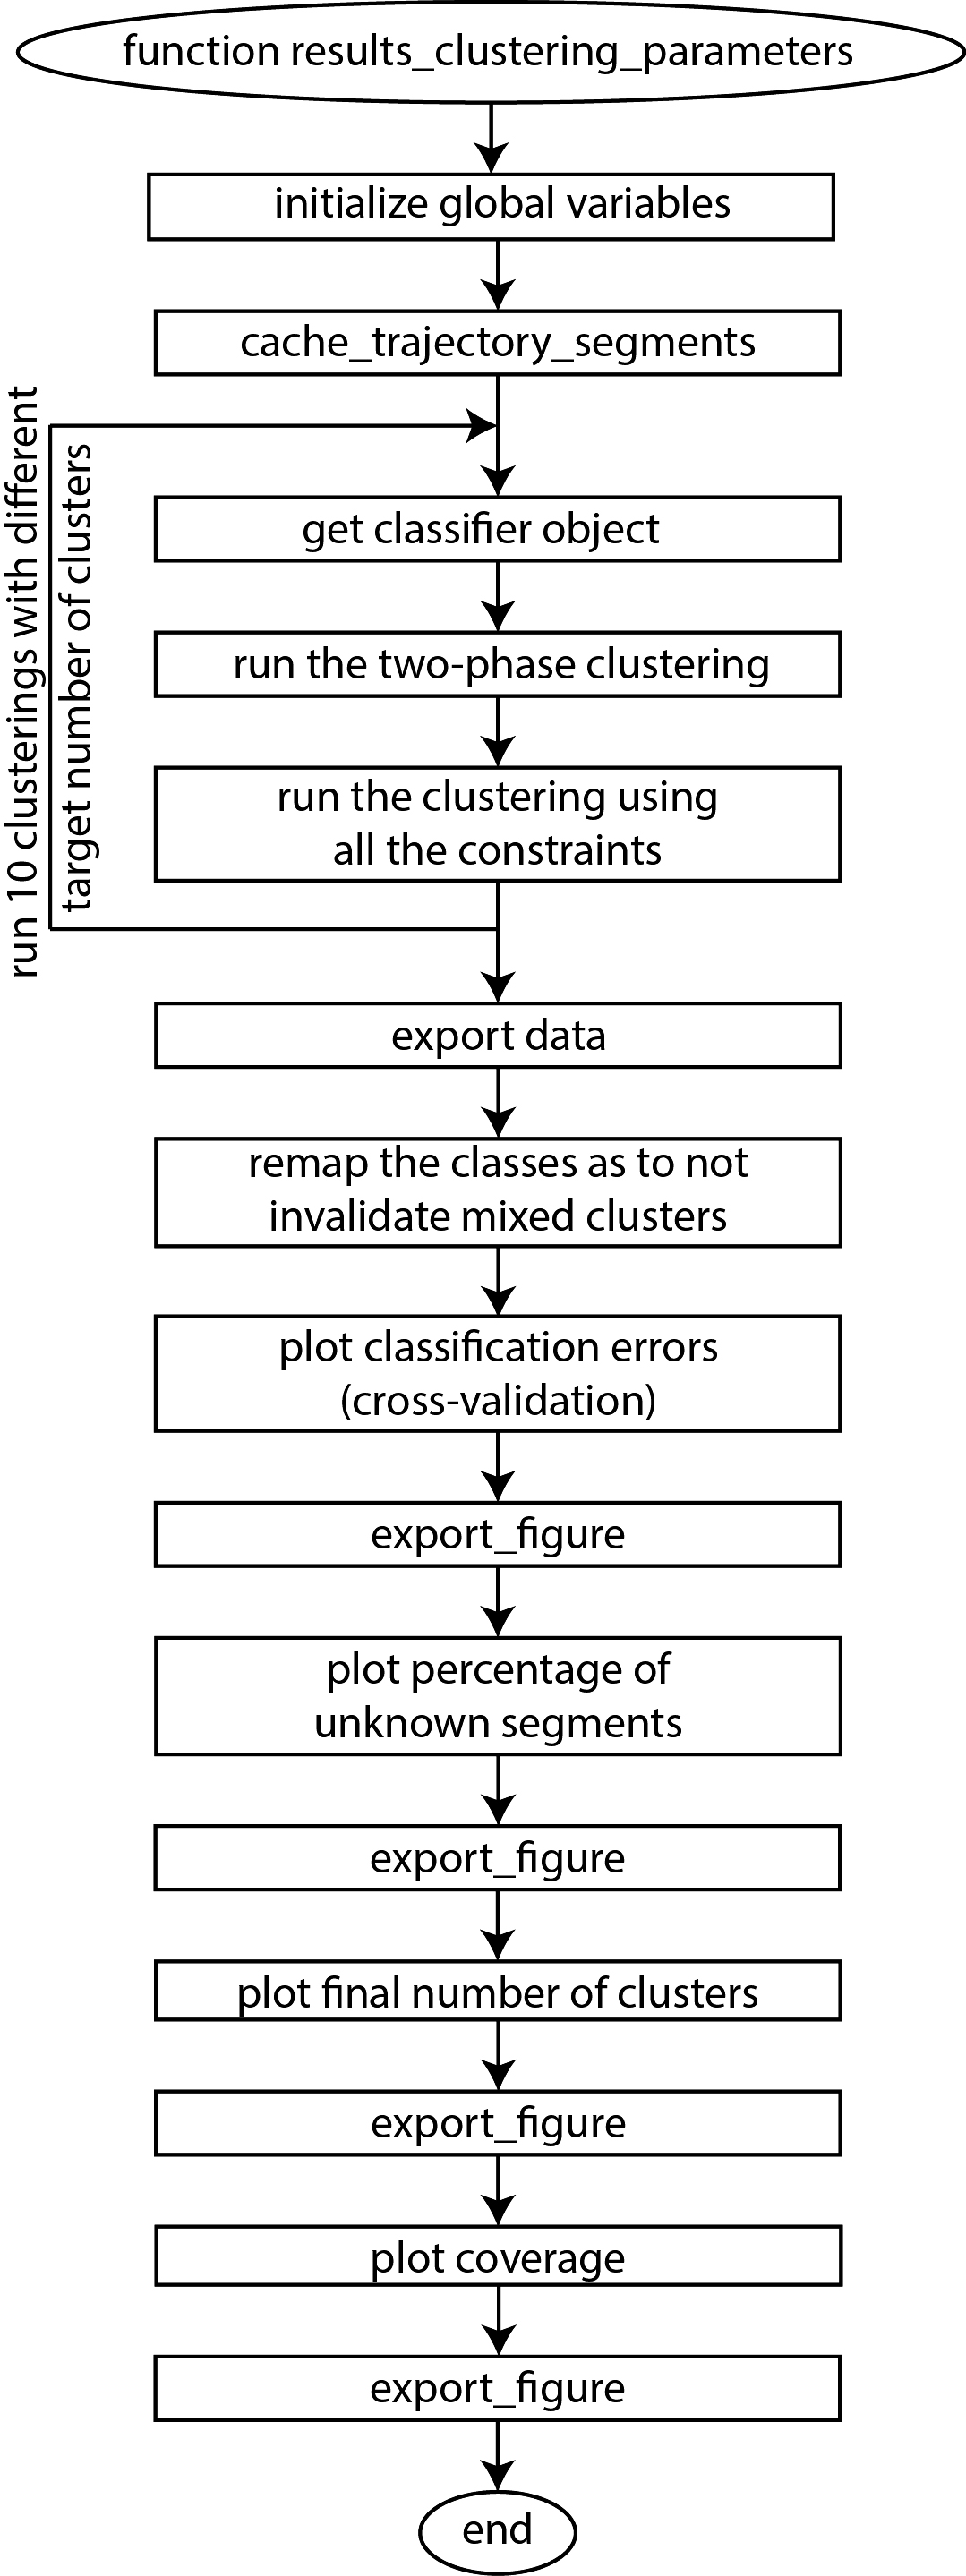 function results_clustering_parameters
initialize global variables
cache_trajectory_segments
run 10 clusterings with different
target number of clusters
get classifier object
run the two-phase clustering
run the clustering using
all the constraints
export data
remap the classes as to not
invalidate mixed clusters
plot classification errors
(cross-validation)
export_figure
plot percentage of
unknown segments
export_figure
plot final number of clusters
export_figure
plot coverage
export_figure
end